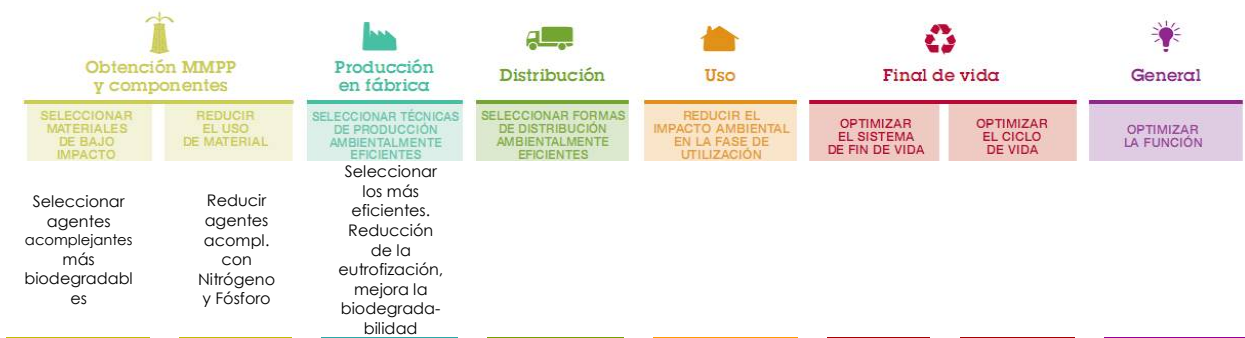 Obtención MMPP
y componentes
Producción
en fábrica
Distribución
Uso
Final de vida
General
SELECCIONAR
MATERIALES
DE BAJO
IMPACTO
REDUCIR
EL USO
DE MATERIAL
SELECCIONAR TÉCNICAS
DE PRODUCCIÓN
AMBIENTALMENTE
EFICIENTES
SELECCIONAR FORMAS
DE DISTRIBUCIÓN
AMBIENTALMENTE
EFICIENTES
REDUCIR EL
IMPACTO AMBIENTAL
EN LA FASE DE
UTILIZACIÓN
OPTIMIZAR
EL SISTEMA
DE FIN DE VIDA
OPTIMIZAR
EL CICLO
DE VIDA
OPTIMIZAR
LA FUNCIÓN
Seleccionar
agentes
acomplejantes
más
biodegradabl
es
Reducir
agentes
acompl.
con
Nitrógeno
y Fósforo
Seleccionar
los más
eficientes.
Reducción
de la
eutrofización,
mejora la
biodegrada-
bilidad